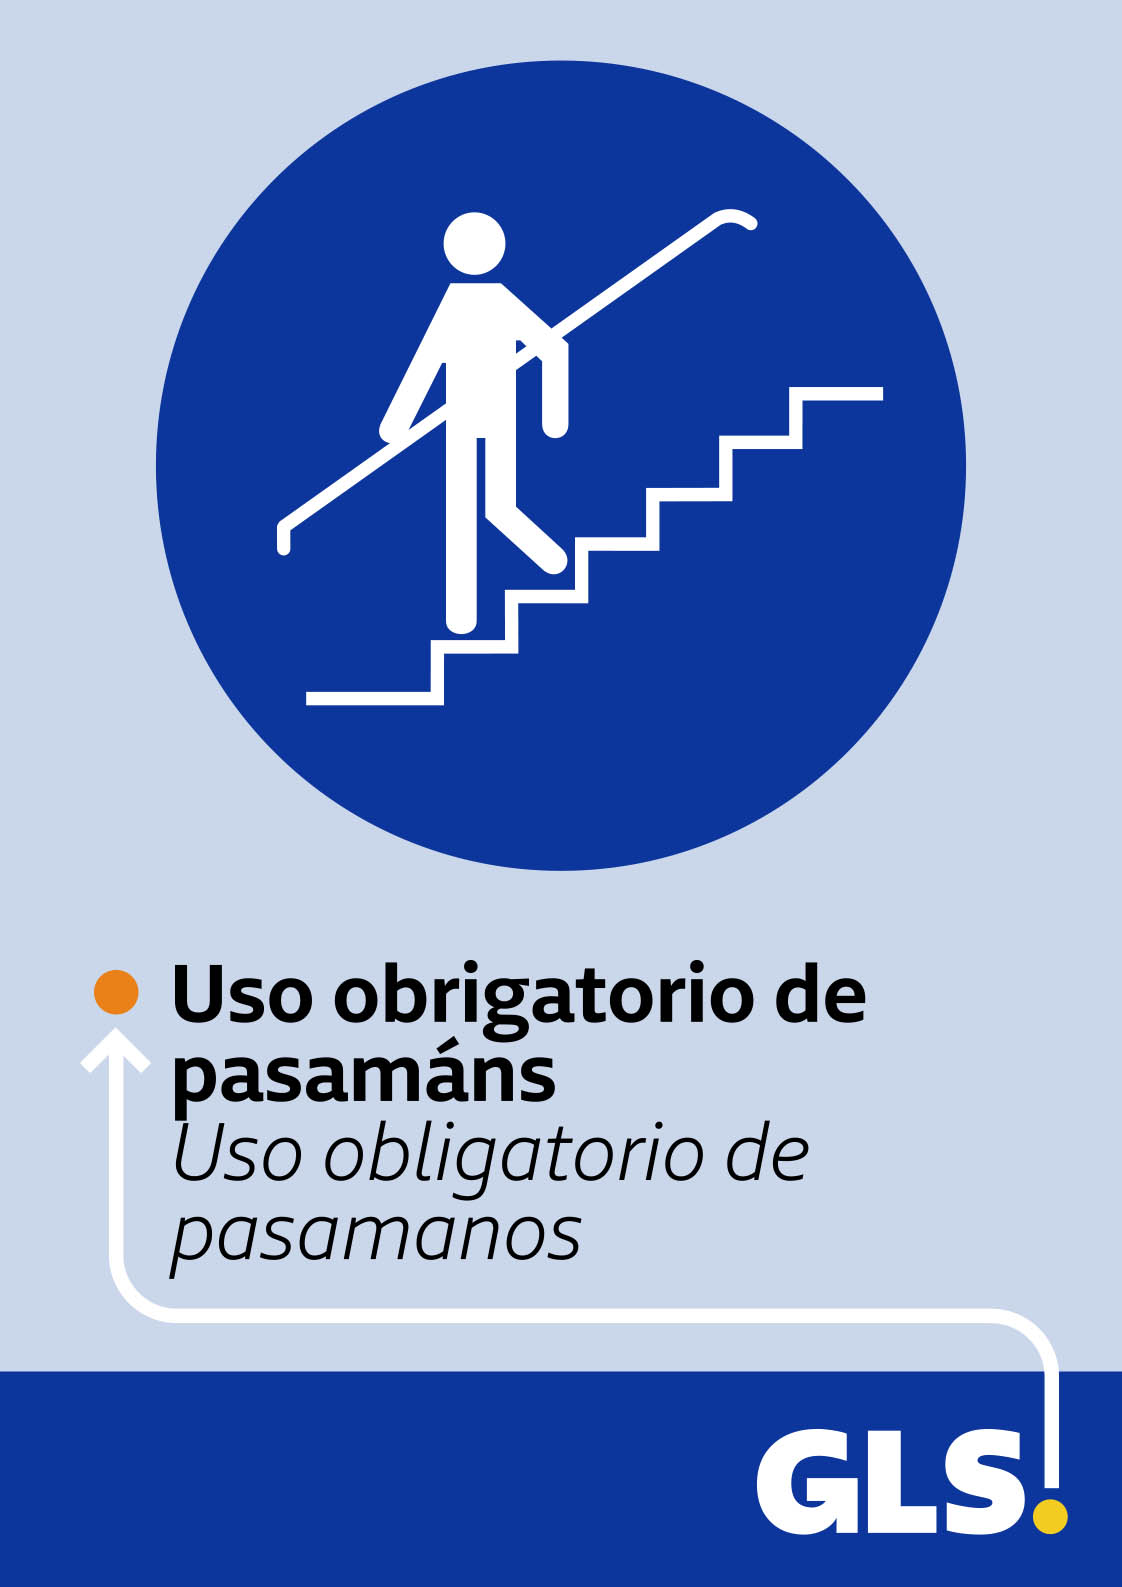 Uso obrigatorio de
pasamáns
Uso obligatorio de
pasamanos
GLS.